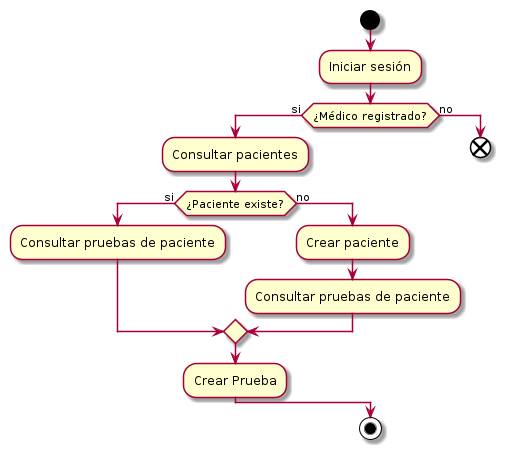 Iniciar sesión
si
¿Médico registrado?
no
Consultar pacientes
si
¿Paciente existe?
no
Consultar pruebas de paciente
Crear paciente
Consultar pruebas de paciente
Crear Prueba